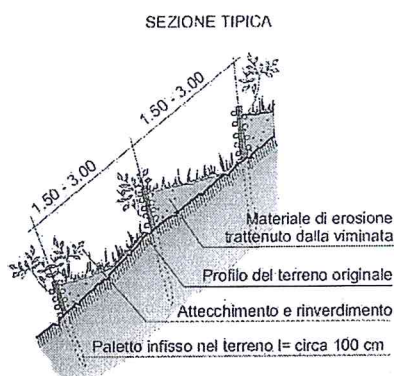 SEZIONE TIPICA
1.50 - 3.00
1.50 - 3.00
Materiale di erosione
trattenuto dalla viminata
Profilo del terreno originale
Attecchimento e rinverdimento
Paletto infisso nel terreno l= circa 100 cm